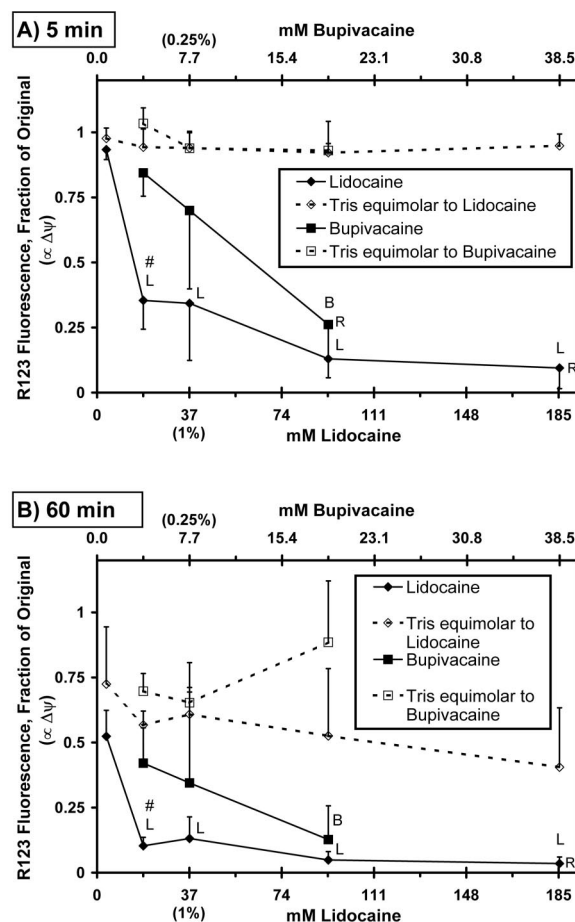 A) 5 min
mM Bupivacaine
(0.25%)
0.0 7.7 15.4 23.1 30.8 38.5
R123 Fluorescence, Fraction of Original
(∝ Δψ)
1
0.75
0.5
0.25
0
Lidocaine
Tris equimolar to Lidocaine
Bupivacaine
Tris equimolar to Bupivacaine
#
L
L
B
R
L
L
R
0 37 74 111 148 185
(1%)
mM Lidocaine
B) 60 min
mM Bupivacaine
(0.25%)
0.0 7.7 15.4 23.1 30.8 38.5
R123 Fluorescence, Fraction of Original
(∝ Δψ)
1
0.75
0.5
0.25
0
Lidocaine
Tris equimolar to
Lidocaine
Bupivacaine
Tris equimolar to
Bupivacaine
#
L
L
B
L
L
R
0 37 74 111 148 185
(1%)
mM Lidocaine